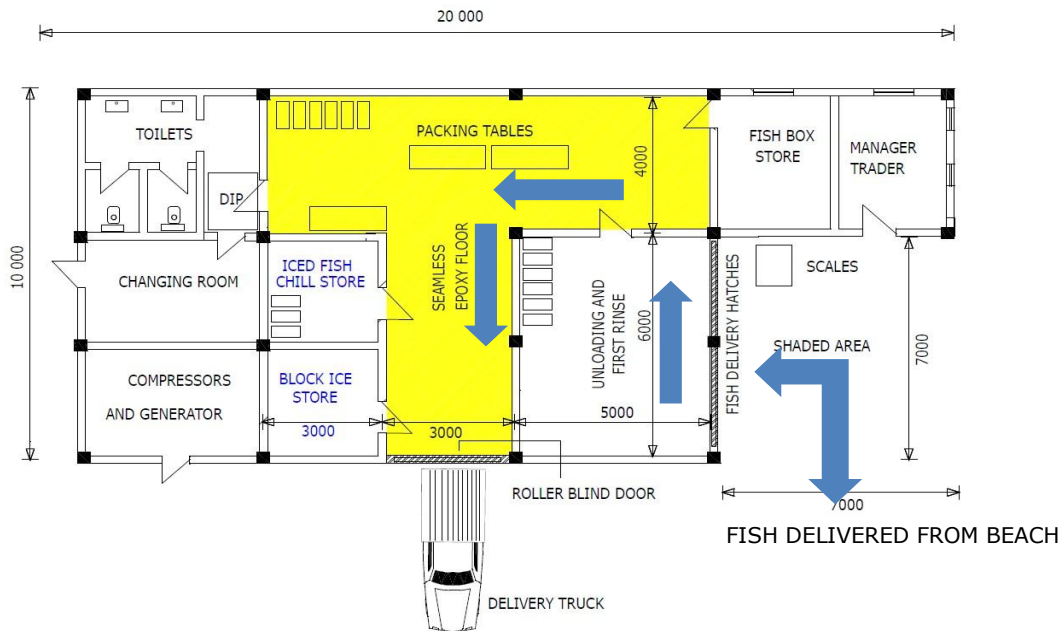 20 000
10 000
TOILETS
DIP
PACKING TABLES
4000
FISH BOX
STORE
MANAGER
TRADER
CHANGING ROOM
ICED FISH
CHILL STORE
SEAMLESS
EPOXY FLOOR
UNLOADING AND
FIRST RINSE
6000
FISH DELIVERY HATCHES
SCALES
SHADED AREA
7000
COMPRESSORS
AND GENERATOR
BLOCK ICE
STORE
3000
3000
5000
ROLLER BLIND DOOR
7000
FISH DELIVERED FROM BEACH
DELIVERY TRUCK